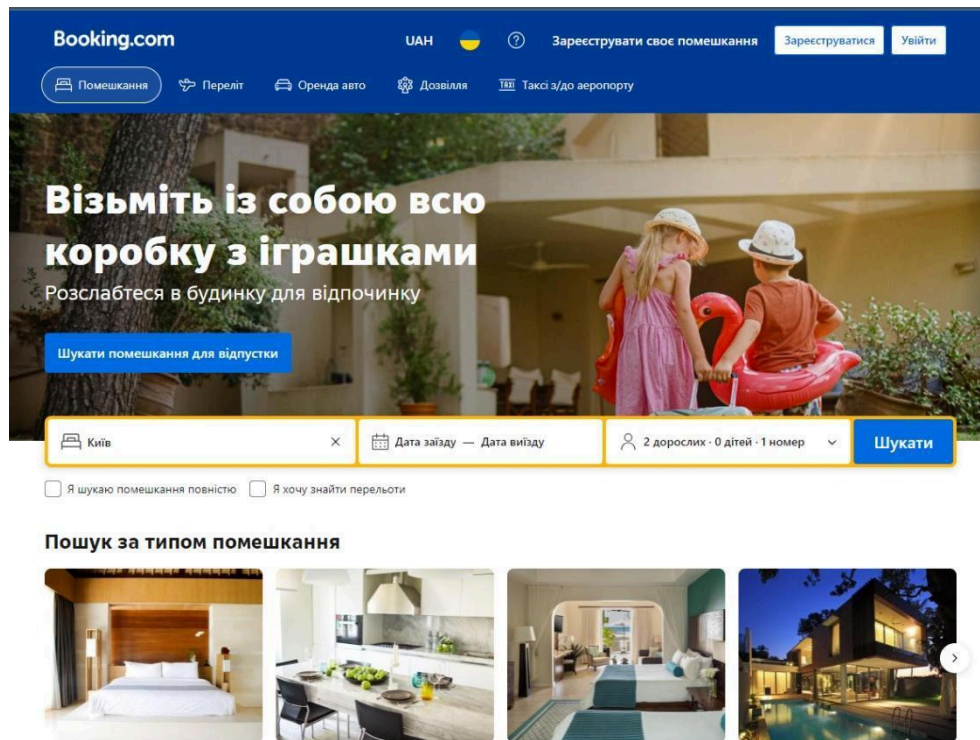 Booking.com
UAH
Зареєструвати своє помешкання
Зареєструватися
Увійти
Помешкання
Переліт
Оренда авто
Дозвілля
TAXI Таксі з/до аеропорту
Візьміть із собою всю
коробку з іграшками
Розслабтеся в будинку для відпочинку
Шукати помешкання для відпустки
Київ
Дата заїзду — Дата виїзду
2 дорослих · 0 дітей · 1 номер
Шукати
Я шукаю помешкання повністю
Я хочу знайти перельоти
Пошук за типом помешкання